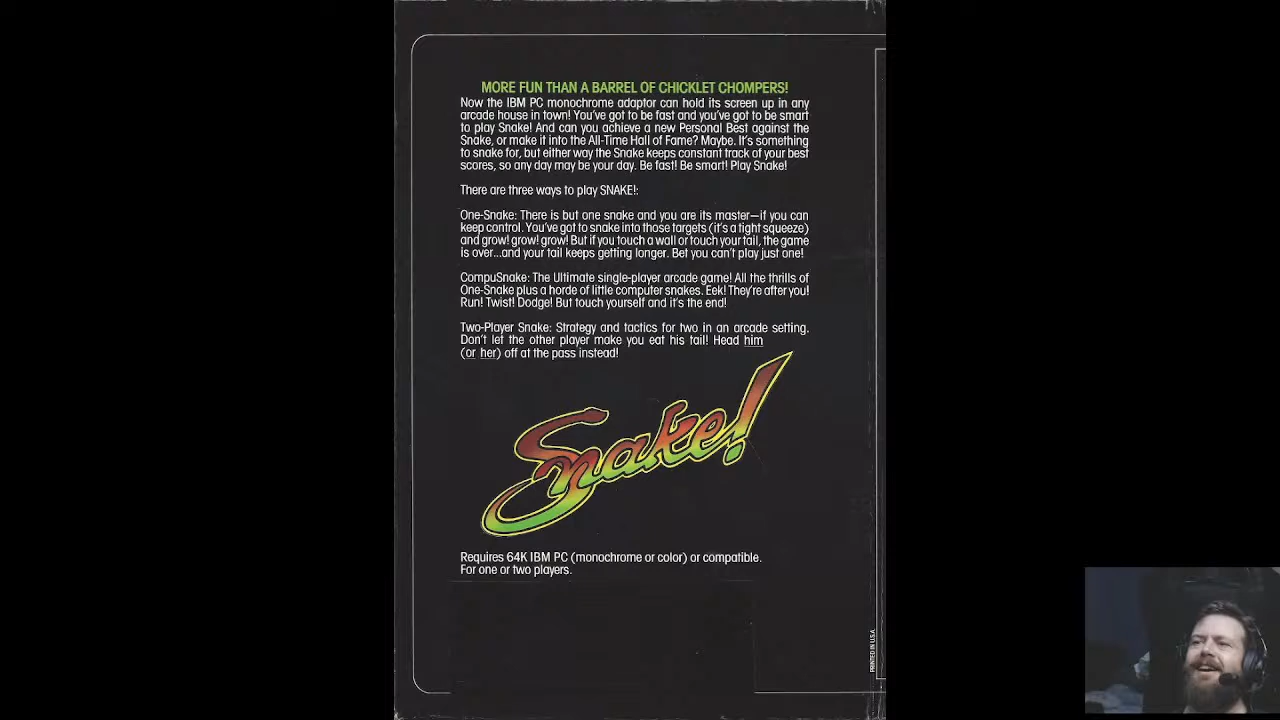 MORE FUN THAN A BARREL OF CHICKLET CHOMPERS!
Now the IBM PC monochrome adaptor can hold its screen up in any
arcade house in town! You've got to be fast and you've got to be smart
to play Snake! And can you achieve a new Personal Best against the
Snake, or make it into the All-Time Hall of Fame? Maybe. It's something
to snake for, but either way the Snake keeps constant track of your best
scores, so any day may be your day. Be fast! Be smart! Play Snake!
There are three ways to play SNAKE!:
One-Snake: There is but one snake and you are its master—if you can
keep control. You've got to snake into those targets (it's a tight squeeze)
and grow! grow! grow! But if you touch a wall or touch your tail, the game
is over...and your tail keeps getting longer. Bet you can't play just one!
CompuSnake: The Ultimate single-player arcade game! All the thrills of
One-Snake plus a horde of little computer snakes. Eek! They're after you!
Run! Twist! Dodge! But touch yourself and it's the end!
Two-Player Snake: Strategy and tactics for two in an arcade setting.
Don't let the other player make you eat his tail! Head him
(or her) off at the pass instead!
Snake!
Requires 64K IBM PC (monochrome or color) or compatible.
For one or two players.
PRINTED IN U.S.A